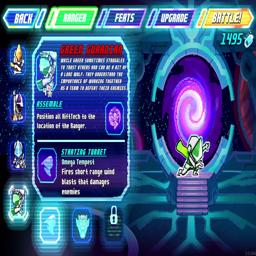 BACK
RANGER
FEATS
UPGRADE
BATTLE!
1495
GREEN GUARDIAN
WHILE GREEN SOMETIMES STRUGGLES
TO TRUST OTHERS AND CAN BE A BIT OF
A LONE WOLF, THEY UNDERSTAND THE
IMPORTANCE OF WORKING TOGETHER
AS A TEAM TO DEFEAT THEIR ENEMIES
ASSEMBLE
Position all RiftTech to the
location of the Ranger.
STARTING TURRET
Omega Tempest
Fires short range wind
blasts that damages
enemies